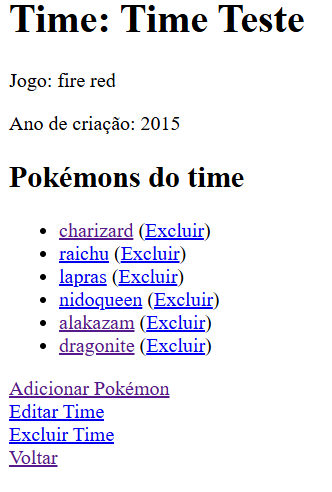 Time: Time Teste
Jogo: fire red
Ano de criação: 2015
Pokémons do time
charizard (Excluir)
raichu (Excluir)
lapras (Excluir)
nidoqueen (Excluir)
alakazam (Excluir)
dragonite (Excluir)
Adicionar Pokémon
Editar Time
Excluir Time
Voltar